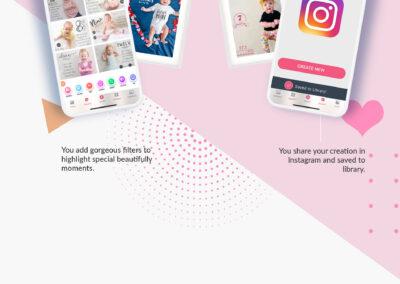 CREATE NEW
Saved to Library!
You add gorgeous filters to
highlight special beautifully
moments.
You share your creation in
Instagram and saved to
library.